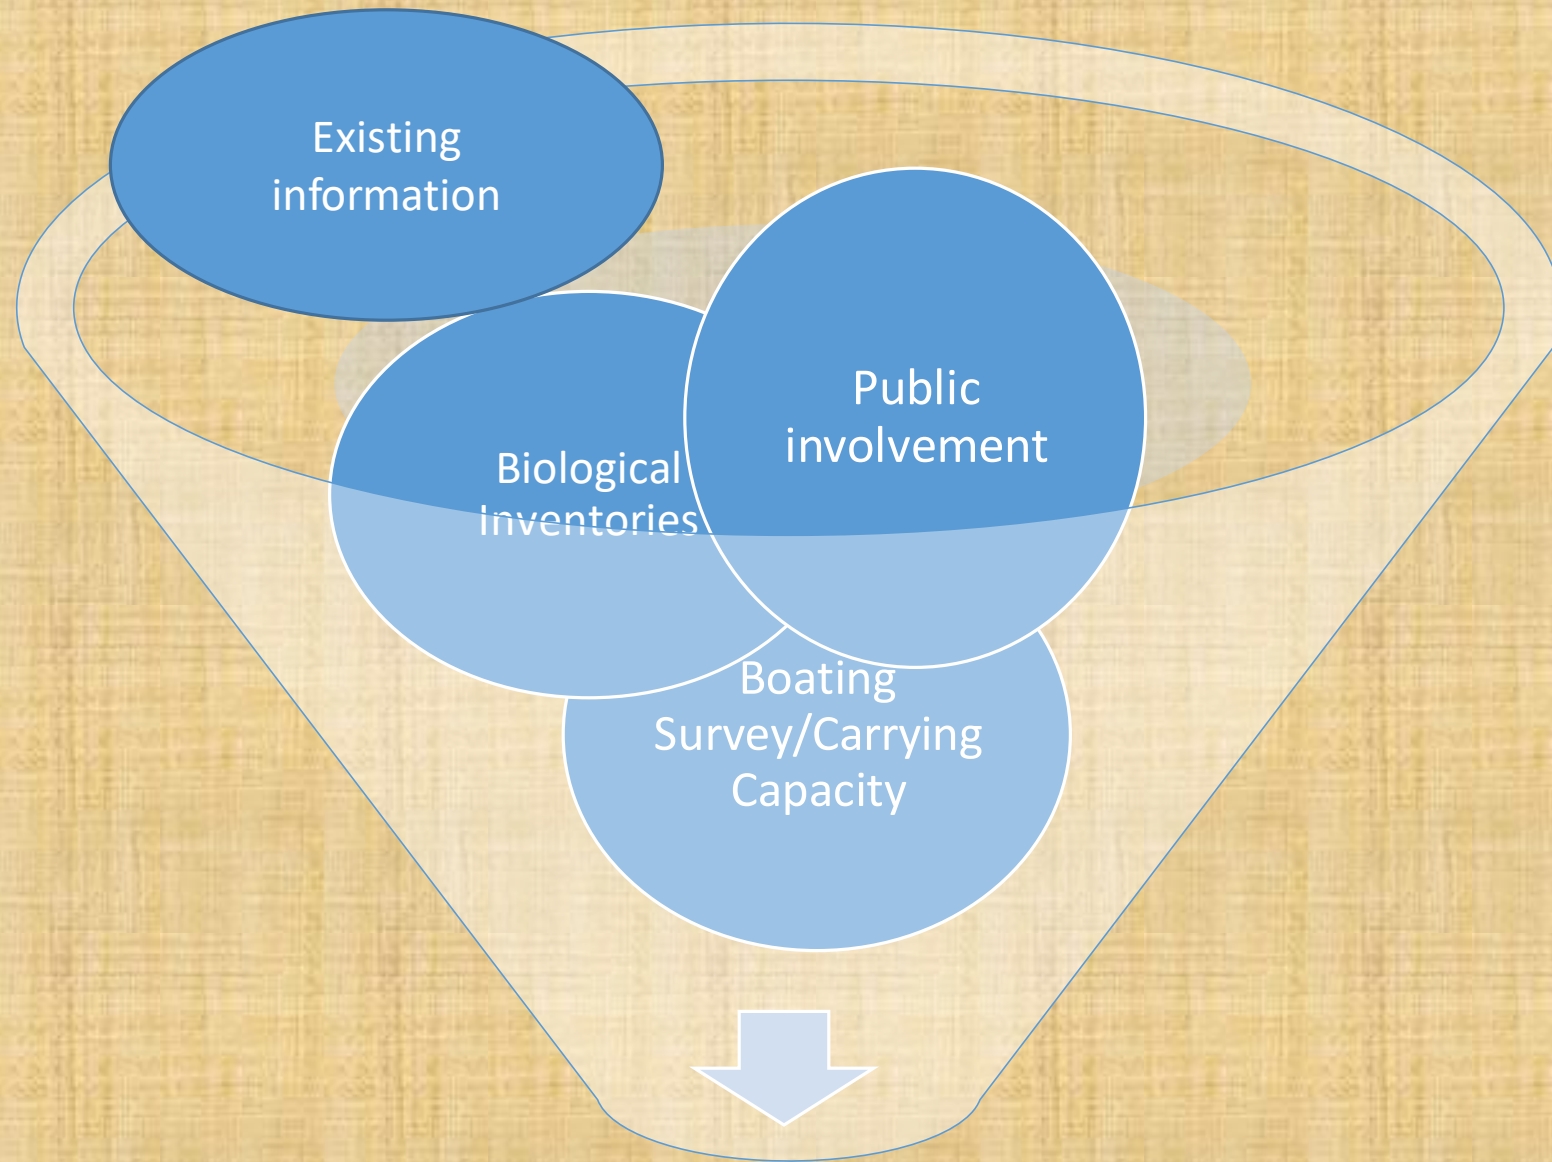 Existing
information
Public
involvement
Biological
Inventories
Boating
Survey/Carrying
Capacity